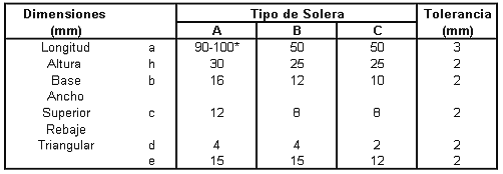 Dimensiones Tipo de Solera Tolerancia
(mm) A B C (mm)
Longitud a 90-100* 50 50 3
Altura h 30 25 25 2
Base b 16 12 10 2
Ancho
Superior c 12 8 8 2
Rebaje
Triangular d 4 4 2 2
e 15 15 12 2